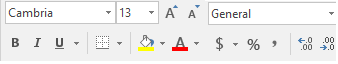 Cambria 13 A A General
B I U A $ % , .0 .00 .00 .0